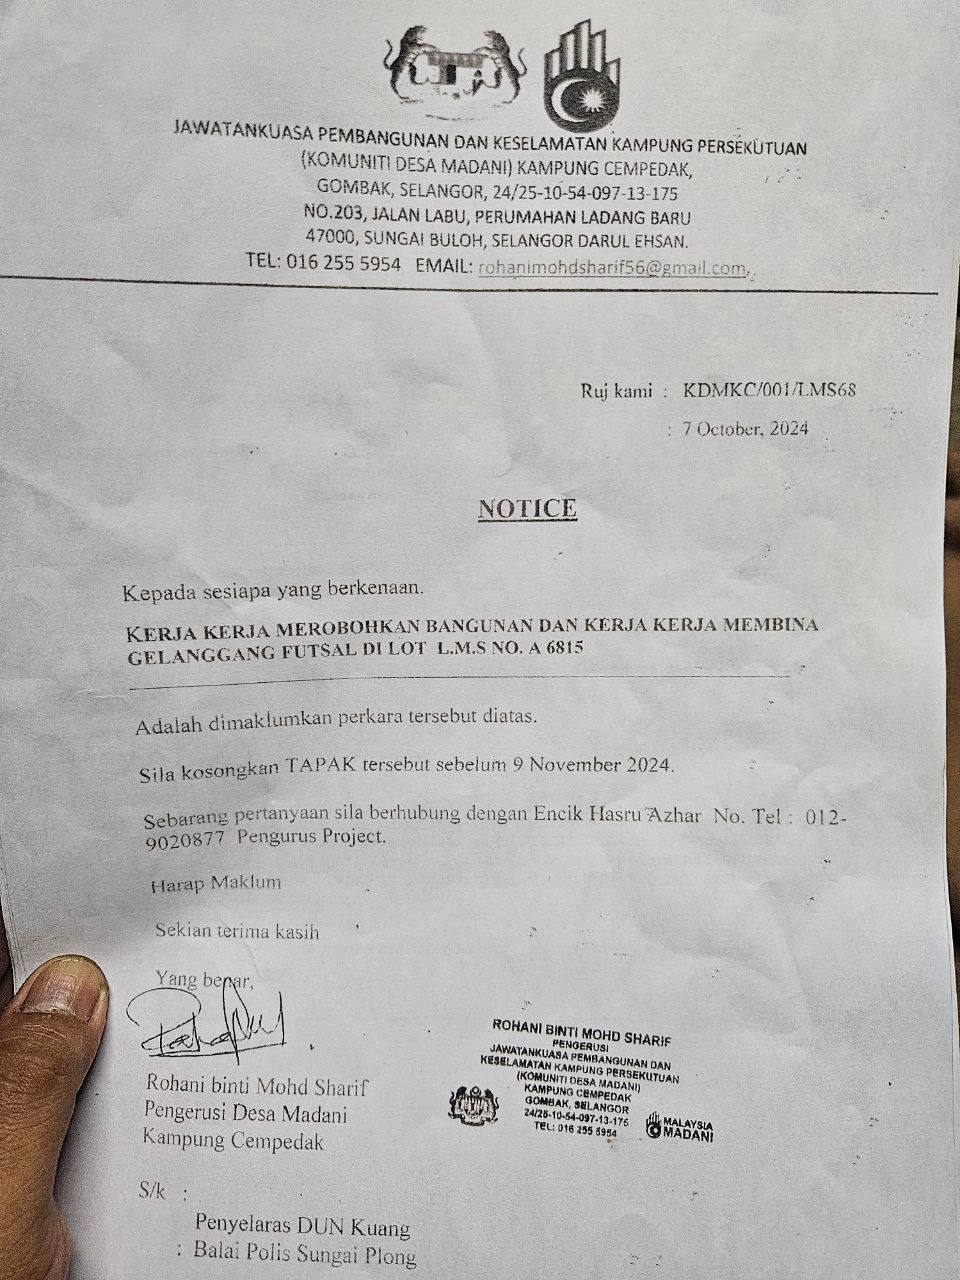 JAWATANKUASA PEMBANGUNAN DAN KESELAMATAN KAMPUNG PERSEKUTUAN
(KOMUNITI DESA MADANI) KAMPUNG CEMPEDAK,
GOMBAK, SELANGOR, 24/25-10-54-097-13-175
NO.203, JALAN LABU, PERUMAHAN LADANG BARU
47000, SUNGAI BULOH, SELANGOR DARUL EHSAN.
TEL: 016 255 5954 EMAIL: rohanimohdsharif56@gmail.com.
Ruj kami : KDMKC/001/LMS68
: 7 October, 2024
NOTICE
Kepada sesiapa yang berkenaan.
KERJA KERJA MEROBOHKAN BANGUNAN DAN KERJA KERJA MEMBINA
GELANGGANG FUTSAL DI LOT L.M.S NO. A 6815
Adalah dimaklumkan perkara tersebut diatas.
Sila kosongkan TAPAK tersebut sebelum 9 November 2024.
Sebarang pertanyaan sila berhubung dengan Encik Hasru Azhar No. Tel : 012-
9020877 Pengurus Project.
Harap Maklum
Sekian terima kasih
Yang benar,
Rohani binti Mohd Sharif
Pengerusi Desa Madani
Kampung Cempedak
ROHANI BINTI MOHD SHARIF
PENGERUSI
JAWATANKUASA PEMBANGUNAN DAN
KESELAMATAN KAMPUNG PERSEKUTUAN
(KOMUNITI DESA MADANI)
KAMPUNG CEMPEDAK
GOMBAK, SELANGOR
24/25-10-54-097-13-175
TEL: 016 255 5954
MALAYSIA
MADANI
S/k :
Penyelaras DUN Kuang
: Balai Polis Sungai Plong